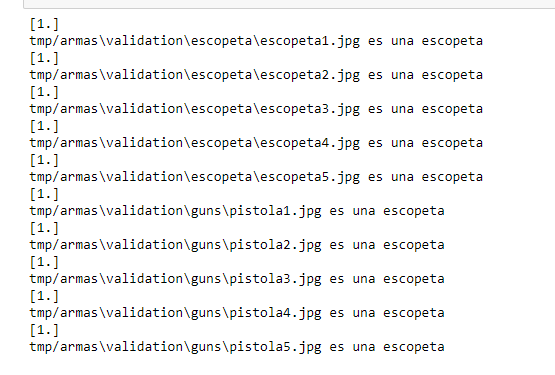 [1.]
tmp/armas\validation\escopeta\escopeta1.jpg es una escopeta
[1.]
tmp/armas\validation\escopeta\escopeta2.jpg es una escopeta
[1.]
tmp/armas\validation\escopeta\escopeta3.jpg es una escopeta
[1.]
tmp/armas\validation\escopeta\escopeta4.jpg es una escopeta
[1.]
tmp/armas\validation\escopeta\escopeta5.jpg es una escopeta
[1.]
tmp/armas\validation\guns\pistola1.jpg es una escopeta
[1.]
tmp/armas\validation\guns\pistola2.jpg es una escopeta
[1.]
tmp/armas\validation\guns\pistola3.jpg es una escopeta
[1.]
tmp/armas\validation\guns\pistola4.jpg es una escopeta
[1.]
tmp/armas\validation\guns\pistola5.jpg es una escopeta